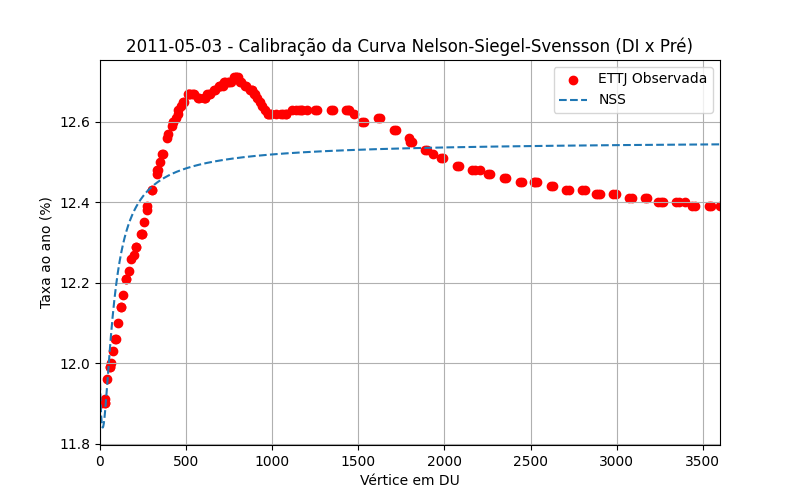 2011-05-03 - Calibração da Curva Nelson-Siegel-Svensson (DI x Pré)
ETTJ Observada
NSS
Taxa ao ano (%)
12.6
12.4
12.2
12.0
11.8
0 500 1000 1500 2000 2500 3000 3500
Vértice em DU